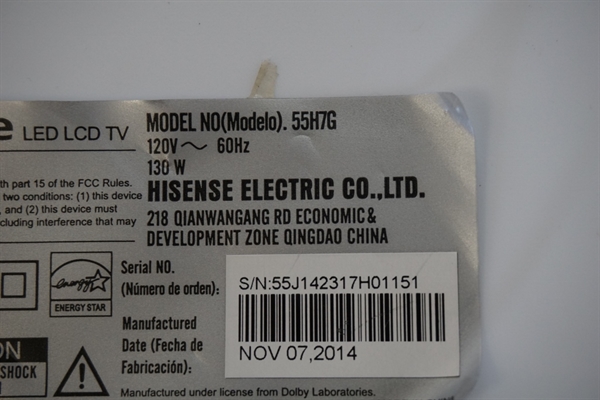 e LED LCD TV
MODEL NO(Modelo). 55H7G
120V～ 60Hz
130 W
HISENSE ELECTRIC CO.,LTD.
218 QIANWANGANG RD ECONOMIC &
DEVELOPMENT ZONE QINGDAO CHINA
th part 15 of the FCC Rules.
two conditions: (1) this device
, and (2) this device must
cluding interference that may
energy
ENERGY STAR
Serial NO.
(Número de orden):
S/N:55J142317H01151
Manufactured
Date (Fecha de
Fabricación):
NOV 07,2014
ON
SHOCK
Manufactured under license from Dolby Laboratories.